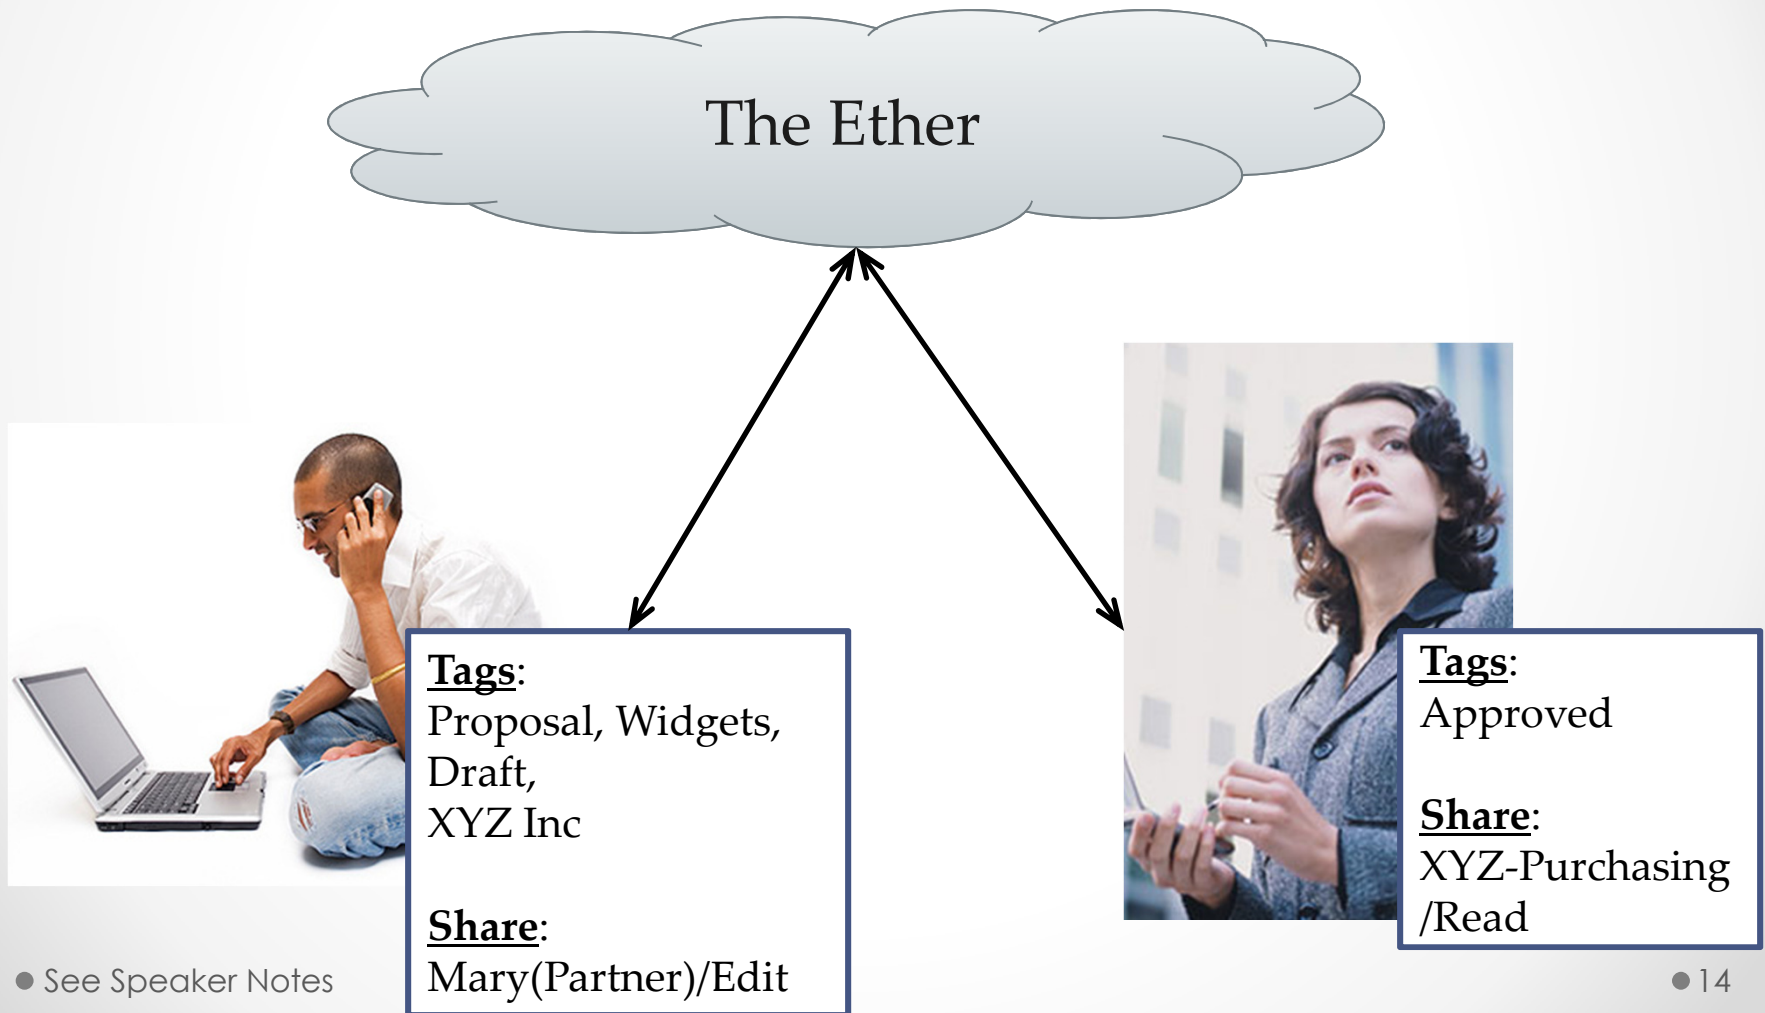 The Ether
Tags:
Proposal, Widgets,
Draft,
XYZ Inc
Share:
Mary(Partner)/Edit
Tags:
Approved
Share:
XYZ-Purchasing
/Read
See Speaker Notes
14